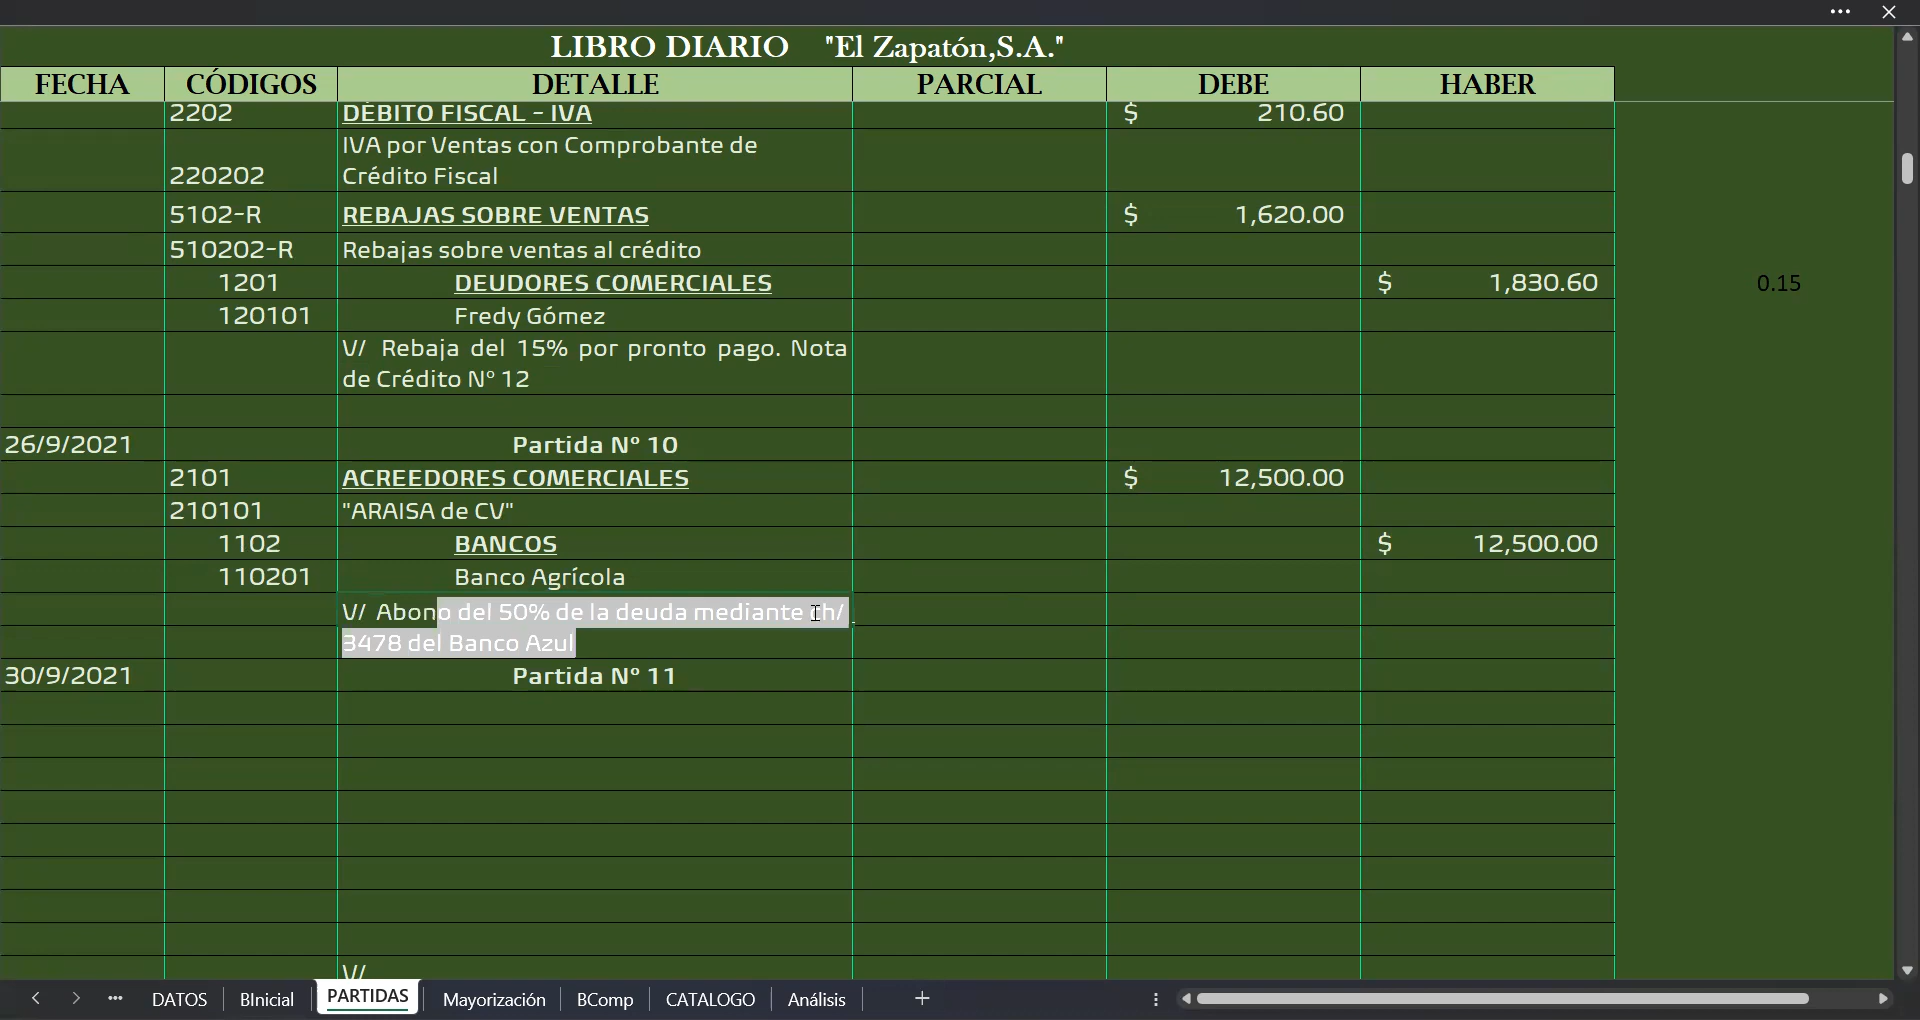 LIBRO DIARIO "El Zapatón,S.A."
FECHA CÓDIGOS DETALLE PARCIAL DEBE HABER
2202 DÉBITO FISCAL - IVA $ 210.60
IVA por Ventas con Comprobante de
220202 Crédito Fiscal
5102-R REBAJAS SOBRE VENTAS $ 1,620.00
510202-R Rebajas sobre ventas al crédito
1201 DEUDORES COMERCIALES $ 1,830.60 0.15
120101 Fredy Gómez
V/ Rebaja del 15% por pronto pago. Nota
de Crédito N° 12
26/9/2021 Partida N° 10
2101 ACREEDORES COMERCIALES $ 12,500.00
210101 "ARAISA de CV"
1102 BANCOS $ 12,500.00
110201 Banco Agrícola
V/ Abono del 50% de la deuda mediante ch/
3478 del Banco Azul
30/9/2021 Partida N° 11
V/
DATOS BInicial PARTIDAS Mayorización BComp CATALOGO Análisis